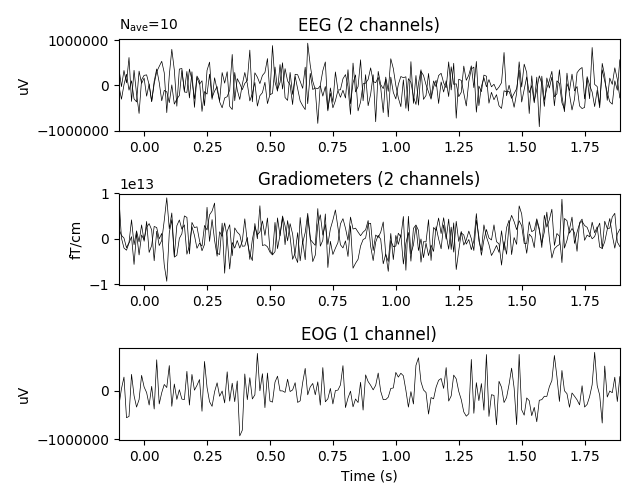 N_ave=10
EEG (2 channels)
1000000
0
−1000000
uV
0.00 0.25 0.50 0.75 1.00 1.25 1.50 1.75
1e13
Gradiometers (2 channels)
1
0
−1
fT/cm
0.00 0.25 0.50 0.75 1.00 1.25 1.50 1.75
EOG (1 channel)
0
−1000000
uV
0.00 0.25 0.50 0.75 1.00 1.25 1.50 1.75
Time (s)